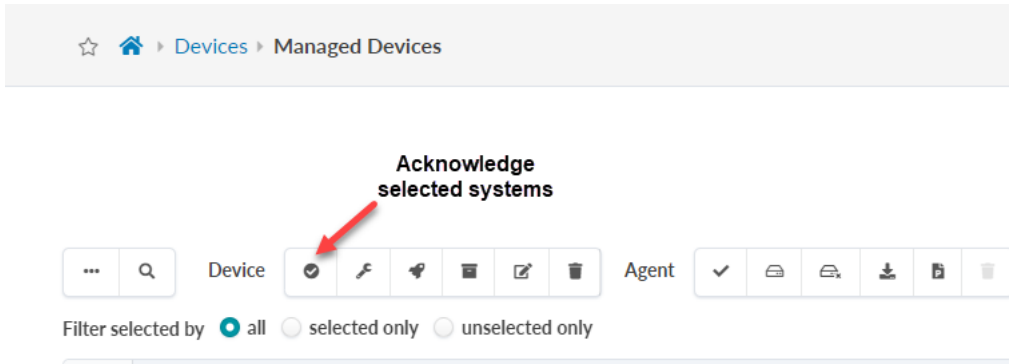 Devices Managed Devices
Acknowledge
selected systems
Device Agent
Filter selected by all selected only unselected only